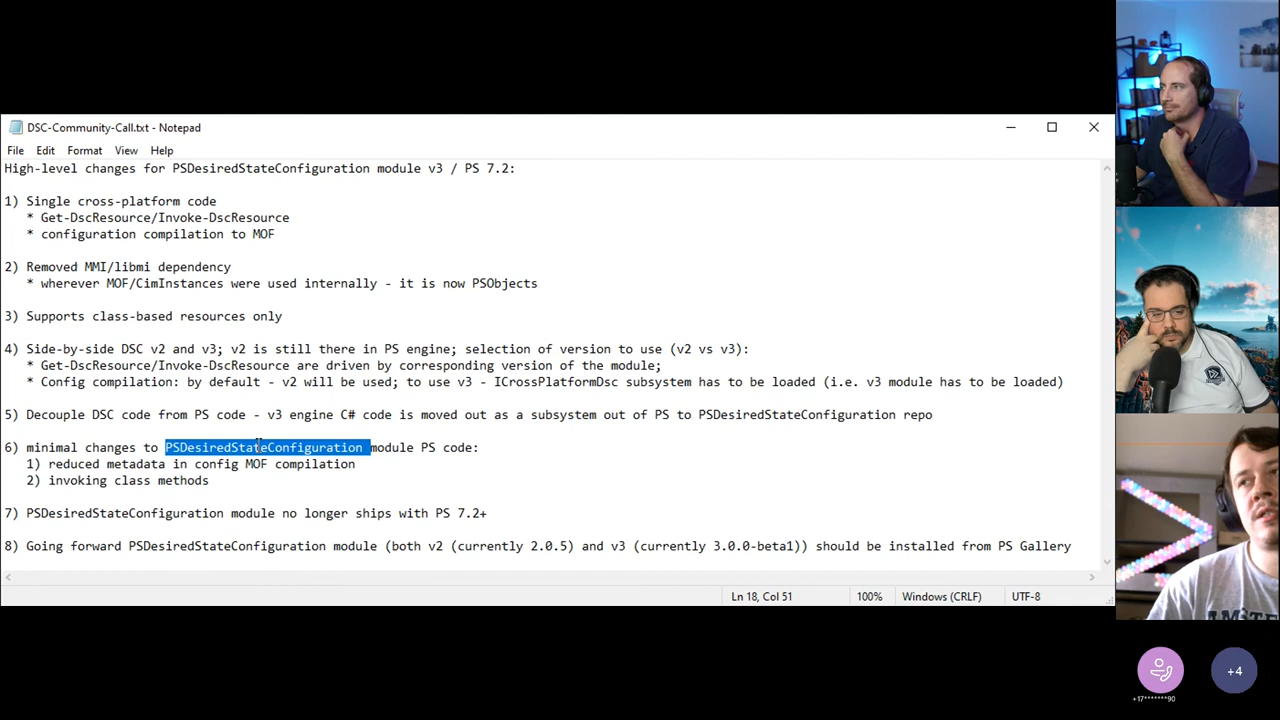 DSC-Community-Call.txt - Notepad
File Edit Format View Help
High-level changes for PSDesiredStateConfiguration module v3 / PS 7.2:
1) Single cross-platform code
* Get-DscResource/Invoke-DscResource
* configuration compilation to MOF
2) Removed MMI/libmi dependency
* wherever MOF/CimInstances were used internally - it is now PSObjects
3) Supports class-based resources only
4) Side-by-side DSC v2 and v3; v2 is still there in PS engine; selection of version to use (v2 vs v3):
* Get-DscResource/Invoke-DscResource are driven by corresponding version of the module;
* Config compilation: by default - v2 will be used; to use v3 - ICrossPlatformDsc subsystem has to be loaded (i.e. v3 module has to be loaded)
5) Decouple DSC code from PS code - v3 engine C# code is moved out as a subsystem out of PS to PSDesiredStateConfiguration repo
6) minimal changes to PSDesiredStateConfiguration module PS code:
1) reduced metadata in config MOF compilation
2) invoking class methods
7) PSDesiredStateConfiguration module no longer ships with PS 7.2+
8) Going forward PSDesiredStateConfiguration module (both v2 (currently 2.0.5) and v3 (currently 3.0.0-beta1)) should be installed from PS Gallery
Ln 18, Col 51 100% Windows (CRLF) UTF-8
+4
+17*******90